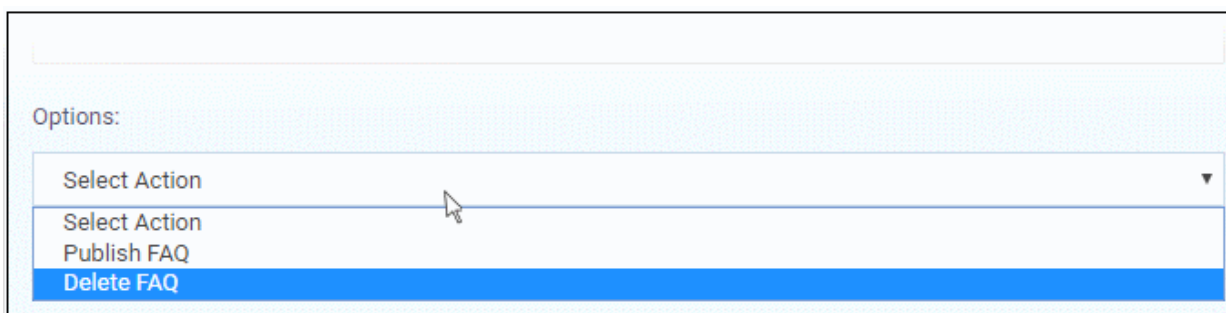 Options:
Select Action
Select Action
Publish FAQ
Delete FAQ